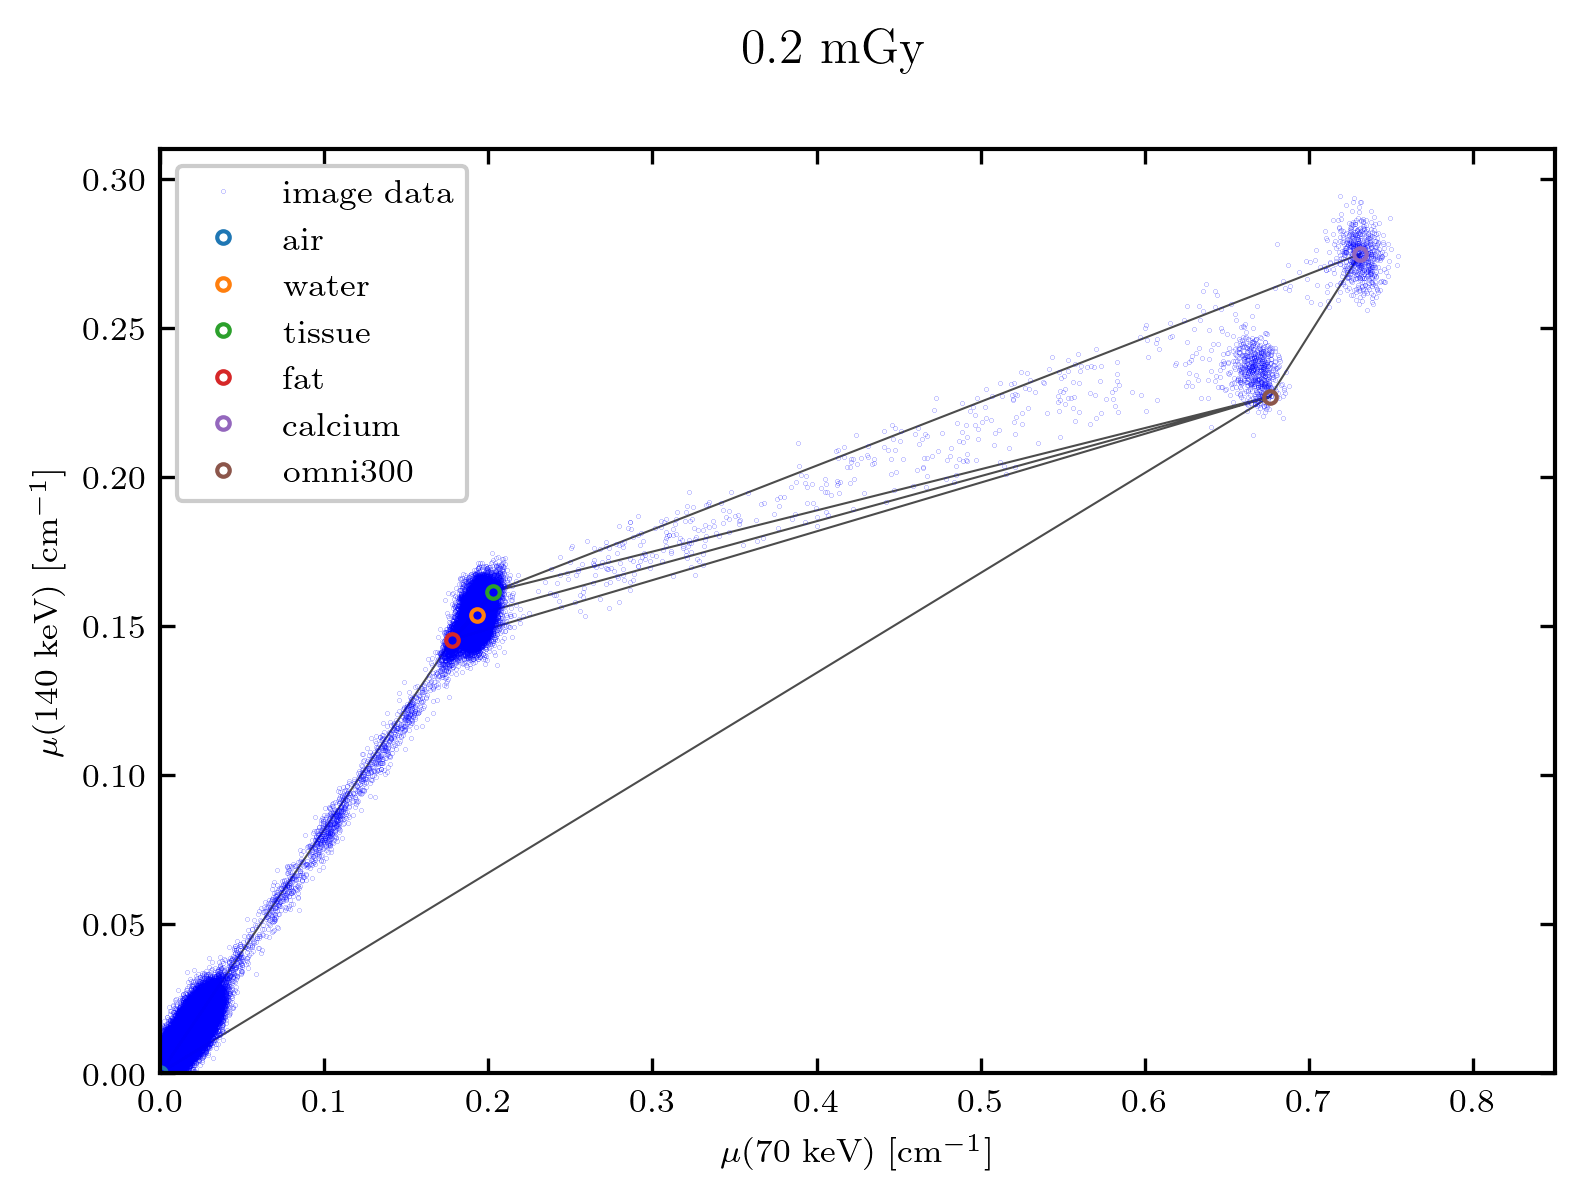 0.2 mGy
image data
air
water
tissue
fat
calcium
omni300
0.30
0.25
0.20
0.15
0.10
0.05
0.00
μ(140 keV) [cm⁻¹]
0.0 0.1 0.2 0.3 0.4 0.5 0.6 0.7 0.8
μ(70 keV) [cm⁻¹]